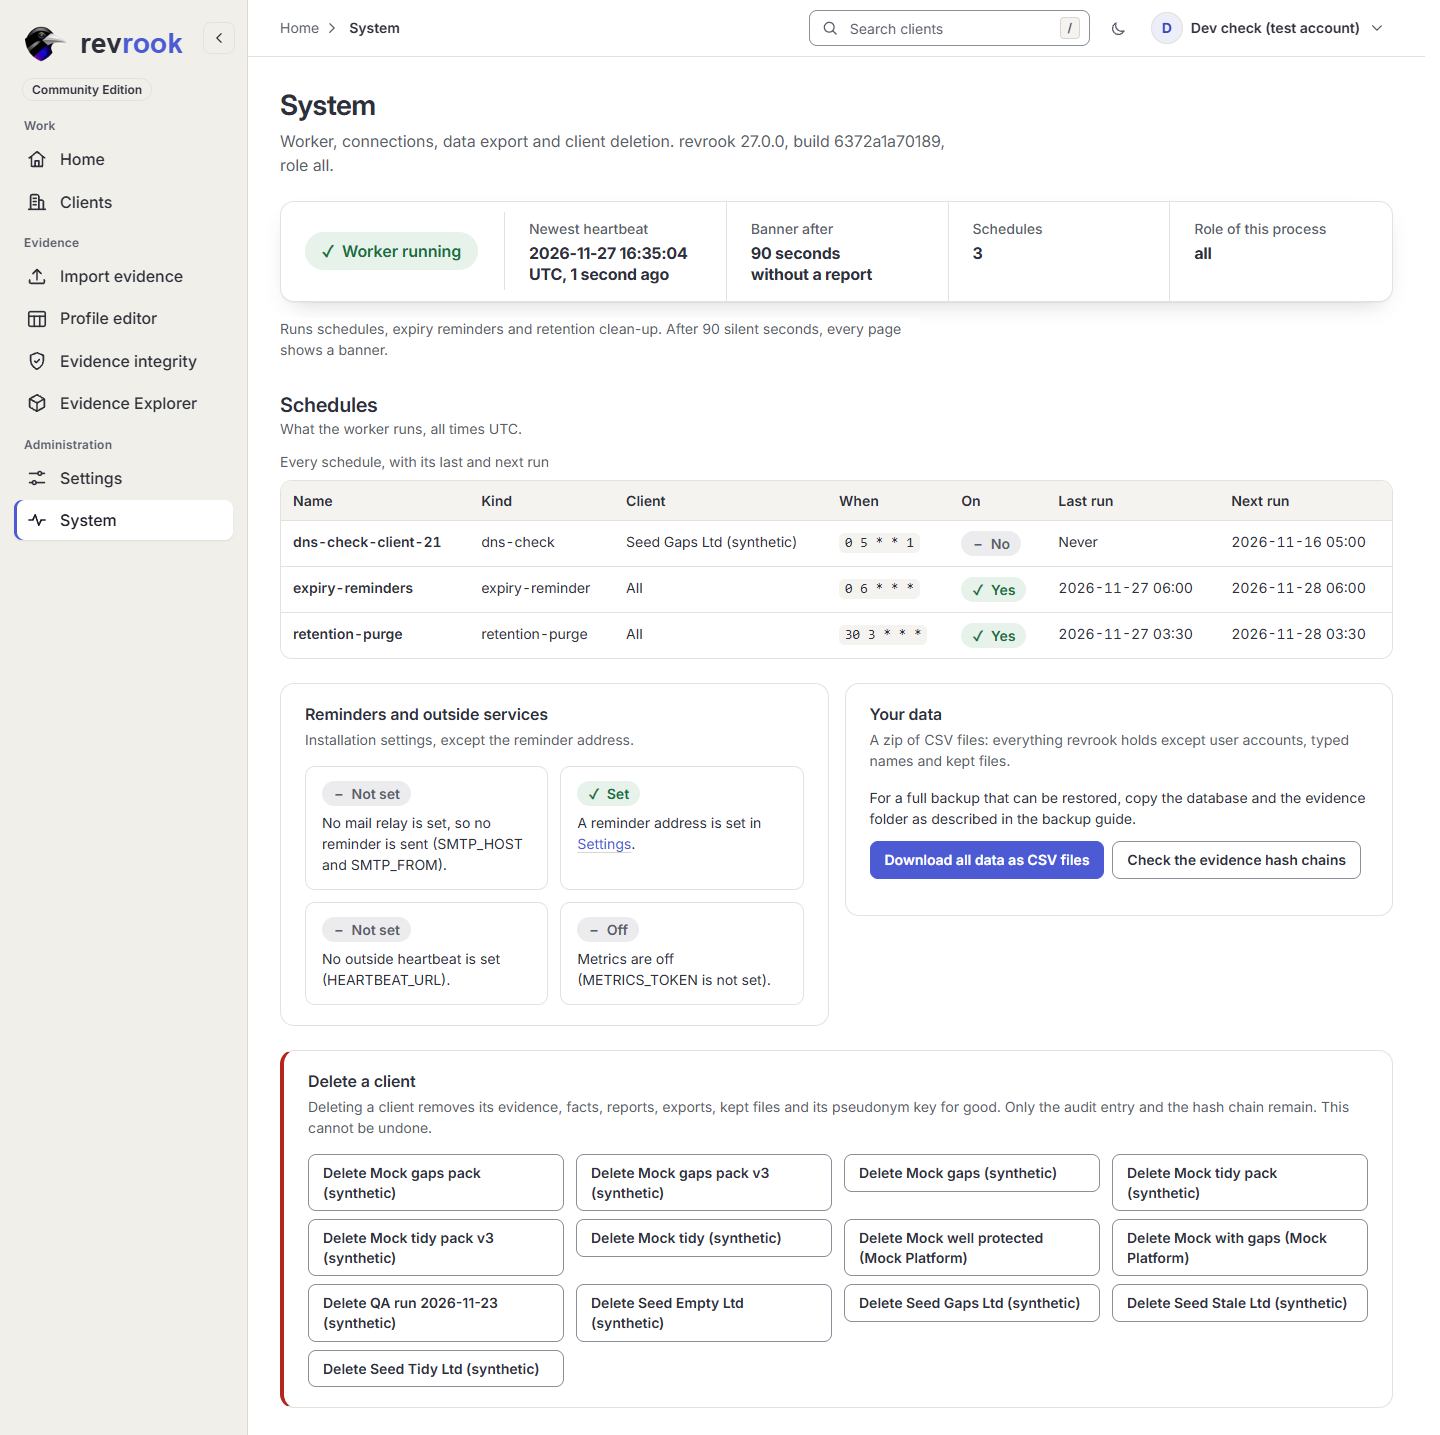 revrook
Community Edition
Work
Home
Clients
Evidence
Import evidence
Profile editor
Evidence integrity
Evidence Explorer
Administration
Settings
System
Home > System
Search clients /
D Dev check (test account)
System
Worker, connections, data export and client deletion. revrook 27.0.0, build 6372a1a70189,
role all.
✓ Worker running
Newest heartbeat
2026-11-27 16:35:04
UTC, 1 second ago
Banner after
90 seconds
without a report
Schedules
3
Role of this process
all
Runs schedules, expiry reminders and retention clean-up. After 90 silent seconds, every page
shows a banner.
Schedules
What the worker runs, all times UTC.
Every schedule, with its last and next run
Name Kind Client When On Last run Next run
dns-check-client-21 dns-check Seed Gaps Ltd (synthetic) 0 5 * * 1 – No Never 2026-11-16 05:00
expiry-reminders expiry-reminder All 0 6 * * * ✓ Yes 2026-11-27 06:00 2026-11-28 06:00
retention-purge retention-purge All 30 3 * * * ✓ Yes 2026-11-27 03:30 2026-11-28 03:30
Reminders and outside services
Installation settings, except the reminder address.
– Not set
No mail relay is set, so no
reminder is sent (SMTP_HOST
and SMTP_FROM).
✓ Set
A reminder address is set in
Settings.
– Not set
No outside heartbeat is set
(HEARTBEAT_URL).
– Off
Metrics are off
(METRICS_TOKEN is not set).
Your data
A zip of CSV files: everything revrook holds except user accounts, typed
names and kept files.
For a full backup that can be restored, copy the database and the evidence
folder as described in the backup guide.
Download all data as CSV files
Check the evidence hash chains
Delete a client
Deleting a client removes its evidence, facts, reports, exports, kept files and its pseudonym key for good. Only the audit entry and the hash chain remain. This
cannot be undone.
Delete Mock gaps pack
(synthetic)
Delete Mock gaps pack v3
(synthetic)
Delete Mock gaps (synthetic)
Delete Mock tidy pack
(synthetic)
Delete Mock tidy pack v3
(synthetic)
Delete Mock tidy (synthetic)
Delete Mock well protected
(Mock Platform)
Delete Mock with gaps (Mock
Platform)
Delete QA run 2026-11-23
(synthetic)
Delete Seed Empty Ltd
(synthetic)
Delete Seed Gaps Ltd (synthetic)
Delete Seed Stale Ltd (synthetic)
Delete Seed Tidy Ltd (synthetic)